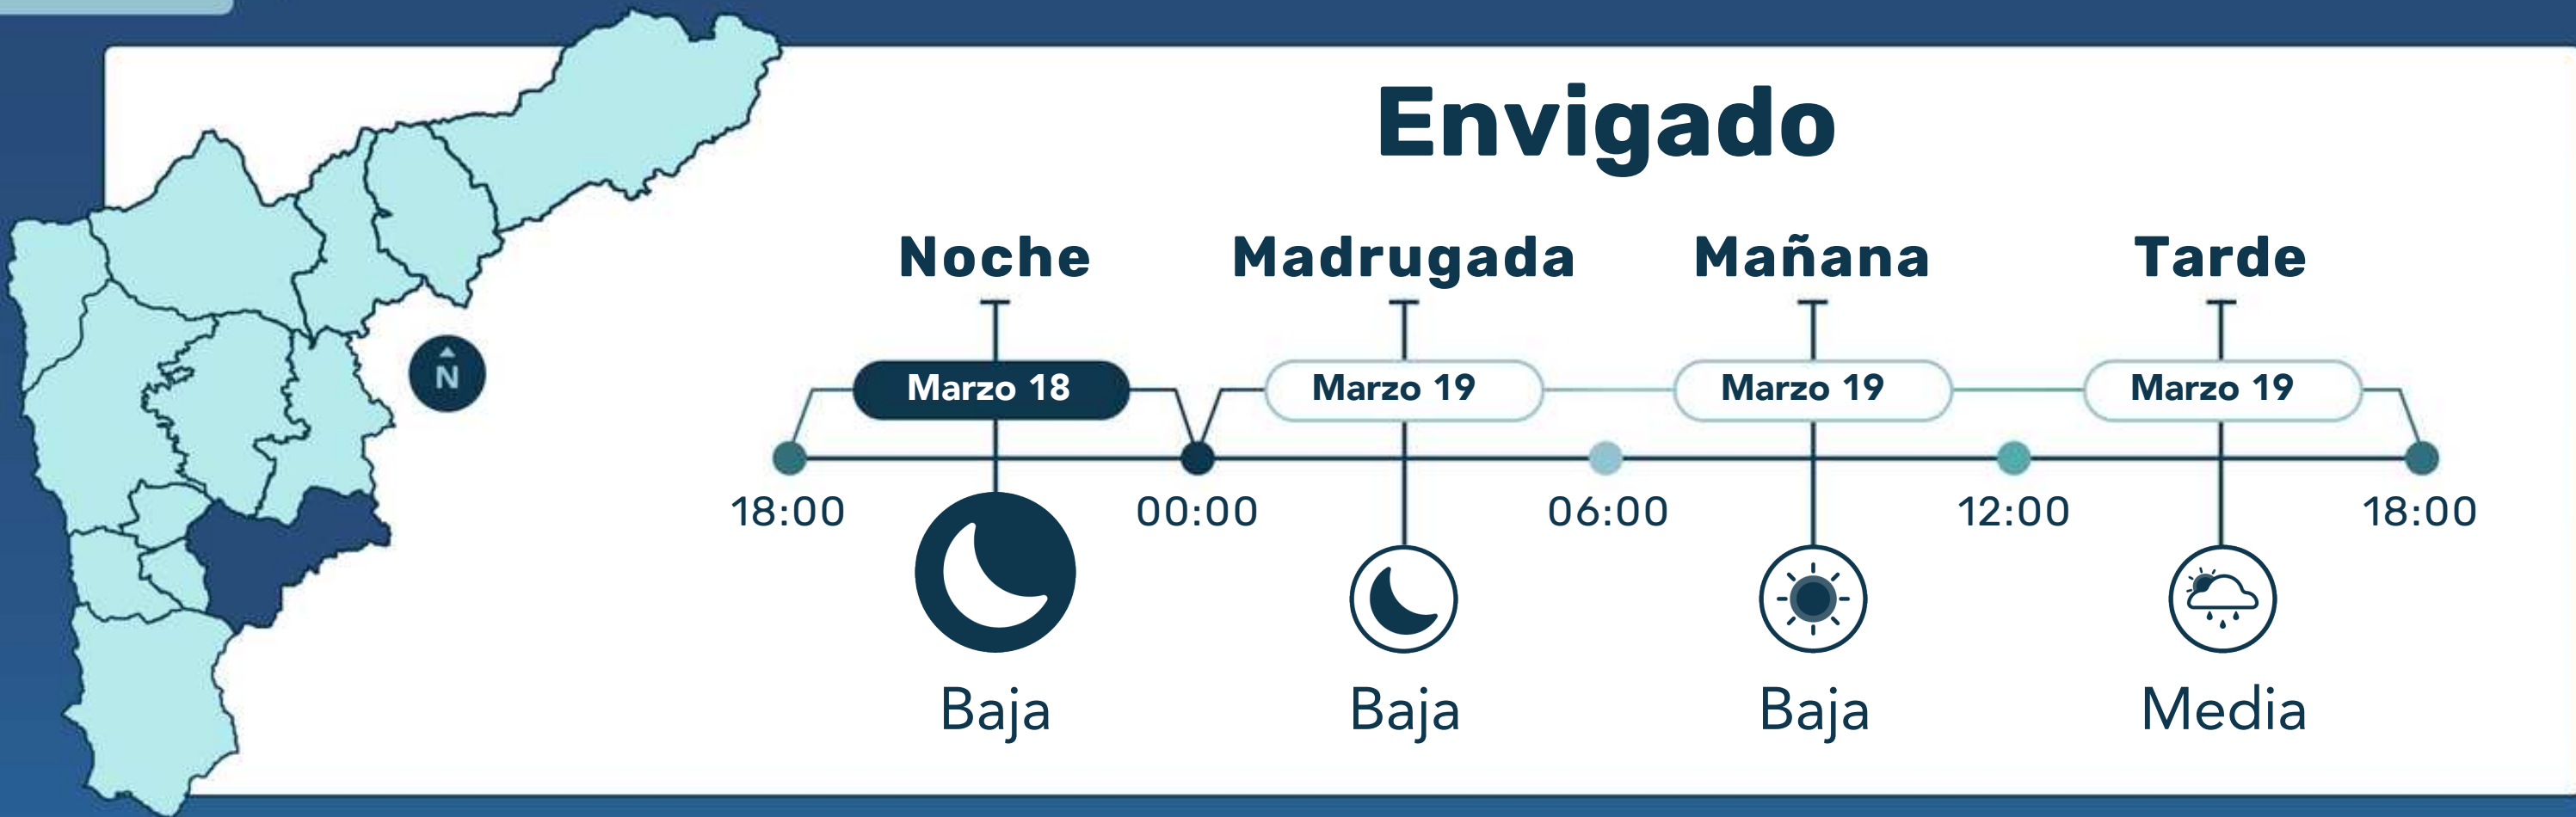 Envigado
Noche Madrugada Mañana Tarde
Marzo 18 Marzo 19 Marzo 19 Marzo 19
N
18:00 00:00 06:00 12:00 18:00
Baja Baja Baja Media